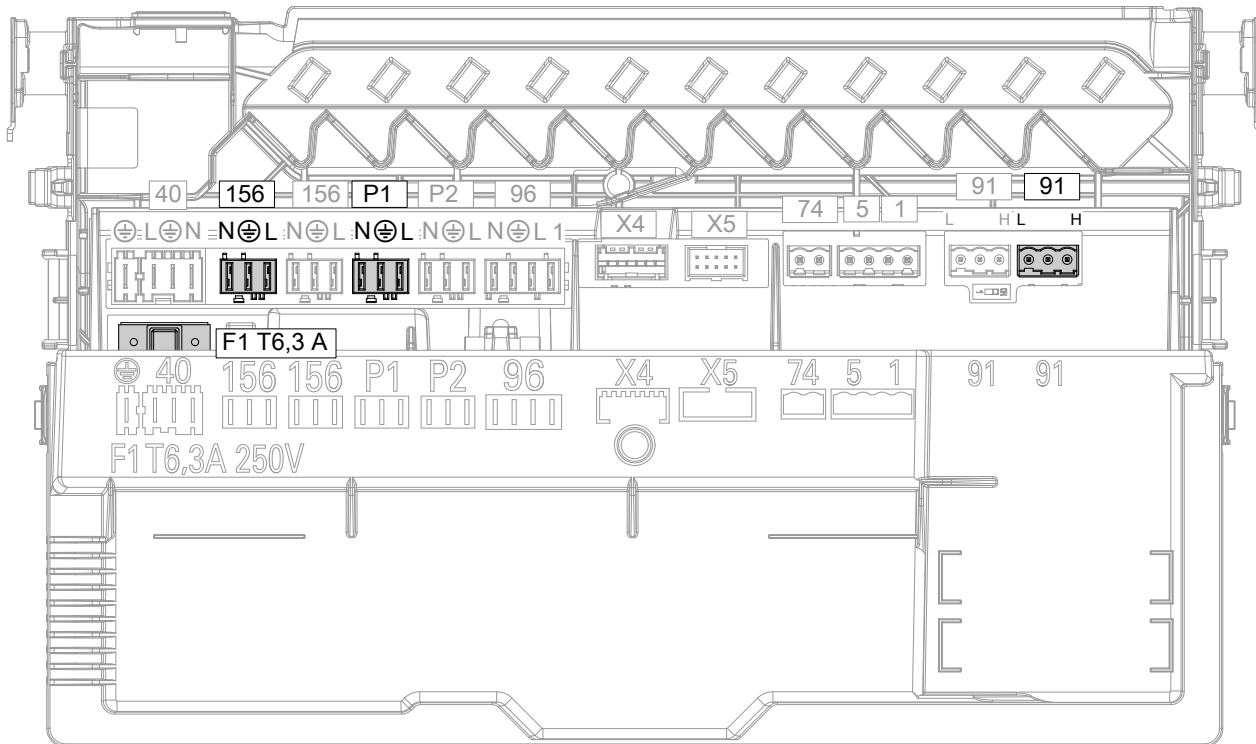 40 156 156 P1 P2 96 X4 X5 74 5 1 91 91
⏚ L ⏚ N N ⏚ L N ⏚ L N ⏚ L N ⏚ L N ⏚ L 1 L H L H
F1 T6,3 A
⏚ 40 156 156 P1 P2 96 X4 X5 74 5 1 91 91
F1 T6,3A 250V